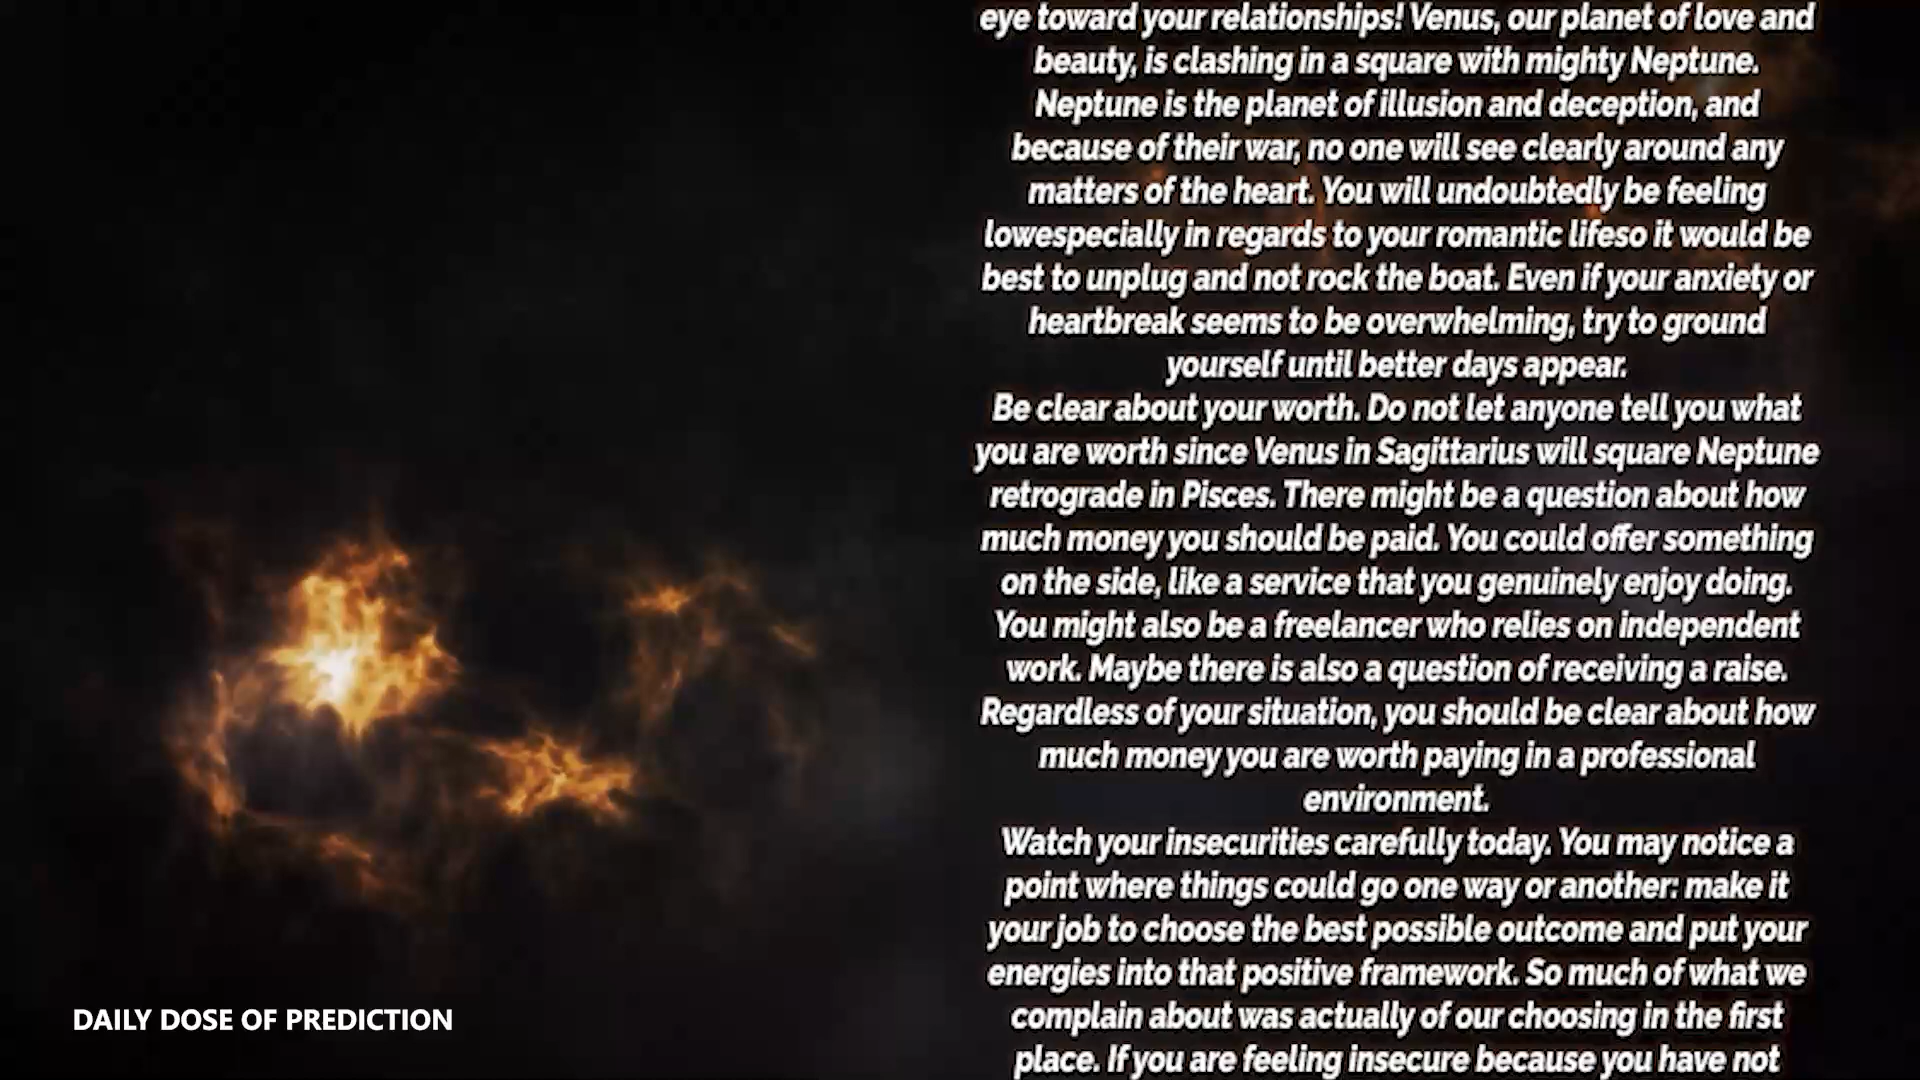 eye toward your relationships! Venus, our planet of love and
beauty, is clashing in a square with mighty Neptune.
Neptune is the planet of illusion and deception, and
because of their war, no one will see clearly around any
matters of the heart. You will undoubtedly be feeling
lowespecially in regards to your romantic lifeso it would be
best to unplug and not rock the boat. Even if your anxiety or
heartbreak seems to be overwhelming, try to ground
yourself until better days appear.
Be clear about your worth. Do not let anyone tell you what
you are worth since Venus in Sagittarius will square Neptune
retrograde in Pisces. There might be a question about how
much money you should be paid. You could offer something
on the side, like a service that you genuinely enjoy doing.
You might also be a freelancer who relies on independent
work. Maybe there is also a question of receiving a raise.
Regardless of your situation, you should be clear about how
much money you are worth paying in a professional
environment.
Watch your insecurities carefully today. You may notice a
point where things could go one way or another: make it
your job to choose the best possible outcome and put your
energies into that positive framework. So much of what we
complain about was actually of our choosing in the first
place. If you are feeling insecure because you have not
DAILY DOSE OF PREDICTION